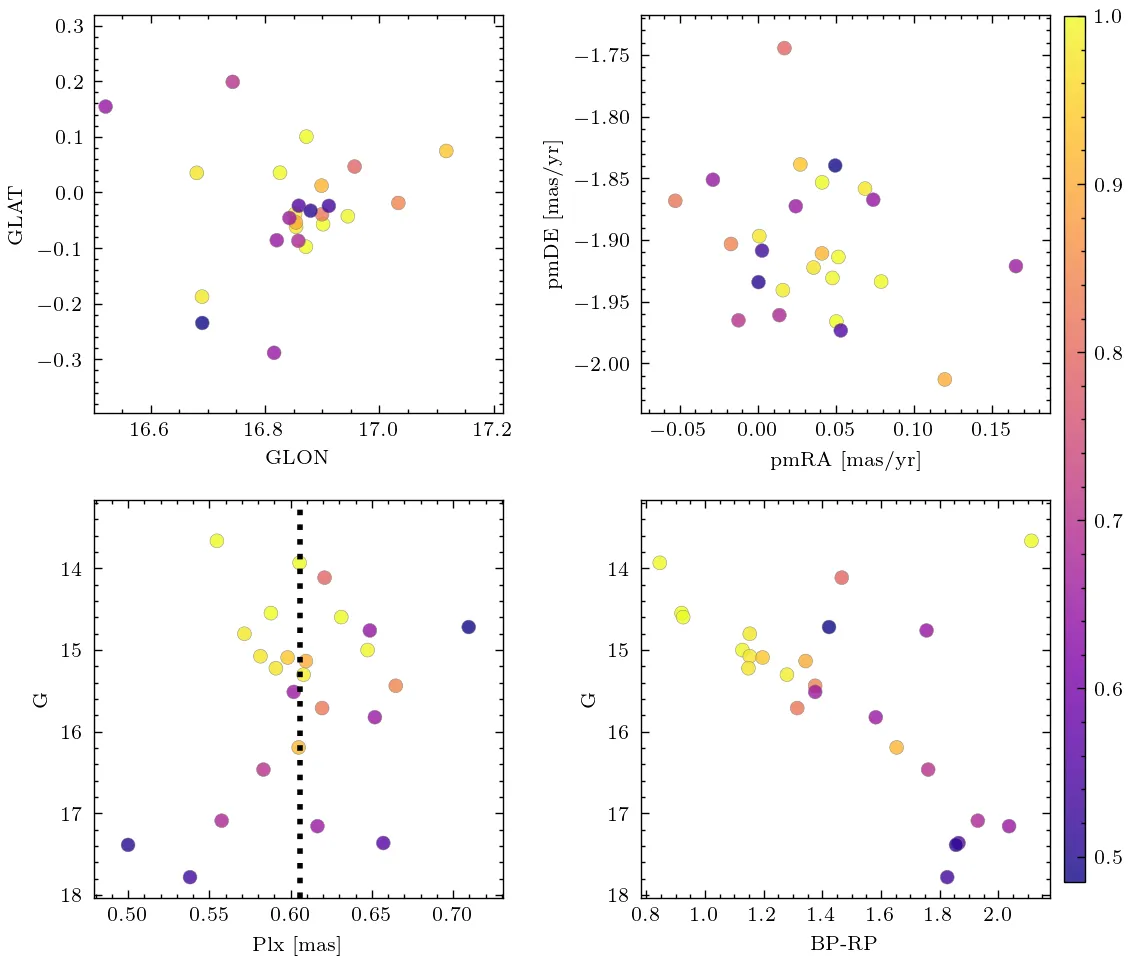 0.3
0.2
0.1
0.0
−0.1
−0.2
−0.3
GLAT
16.6 16.8 17.0 17.2
GLON
−1.75
−1.80
−1.85
−1.90
−1.95
−2.00
pmDE [mas/yr]
−0.05 0.00 0.05 0.10 0.15
pmRA [mas/yr]
14
15
16
17
18
G
0.50 0.55 0.60 0.65 0.70
Plx [mas]
14
15
16
17
18
G
0.8 1.0 1.2 1.4 1.6 1.8 2.0
BP-RP
1.0
0.9
0.8
0.7
0.6
0.5